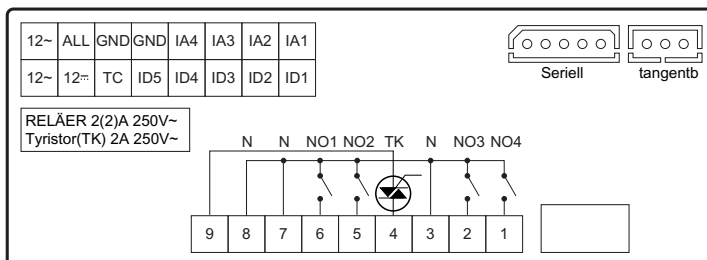 12~ ALL GND GND IA4 IA3 IA2 IA1
12~ 12⎓ TC ID5 ID4 ID3 ID2 ID1
Seriell tangentb
RELÄER 2(2)A 250V~
Tyristor(TK) 2A 250V~
N N NO1 NO2 TK N NO3 NO4
9 8 7 6 5 4 3 2 1